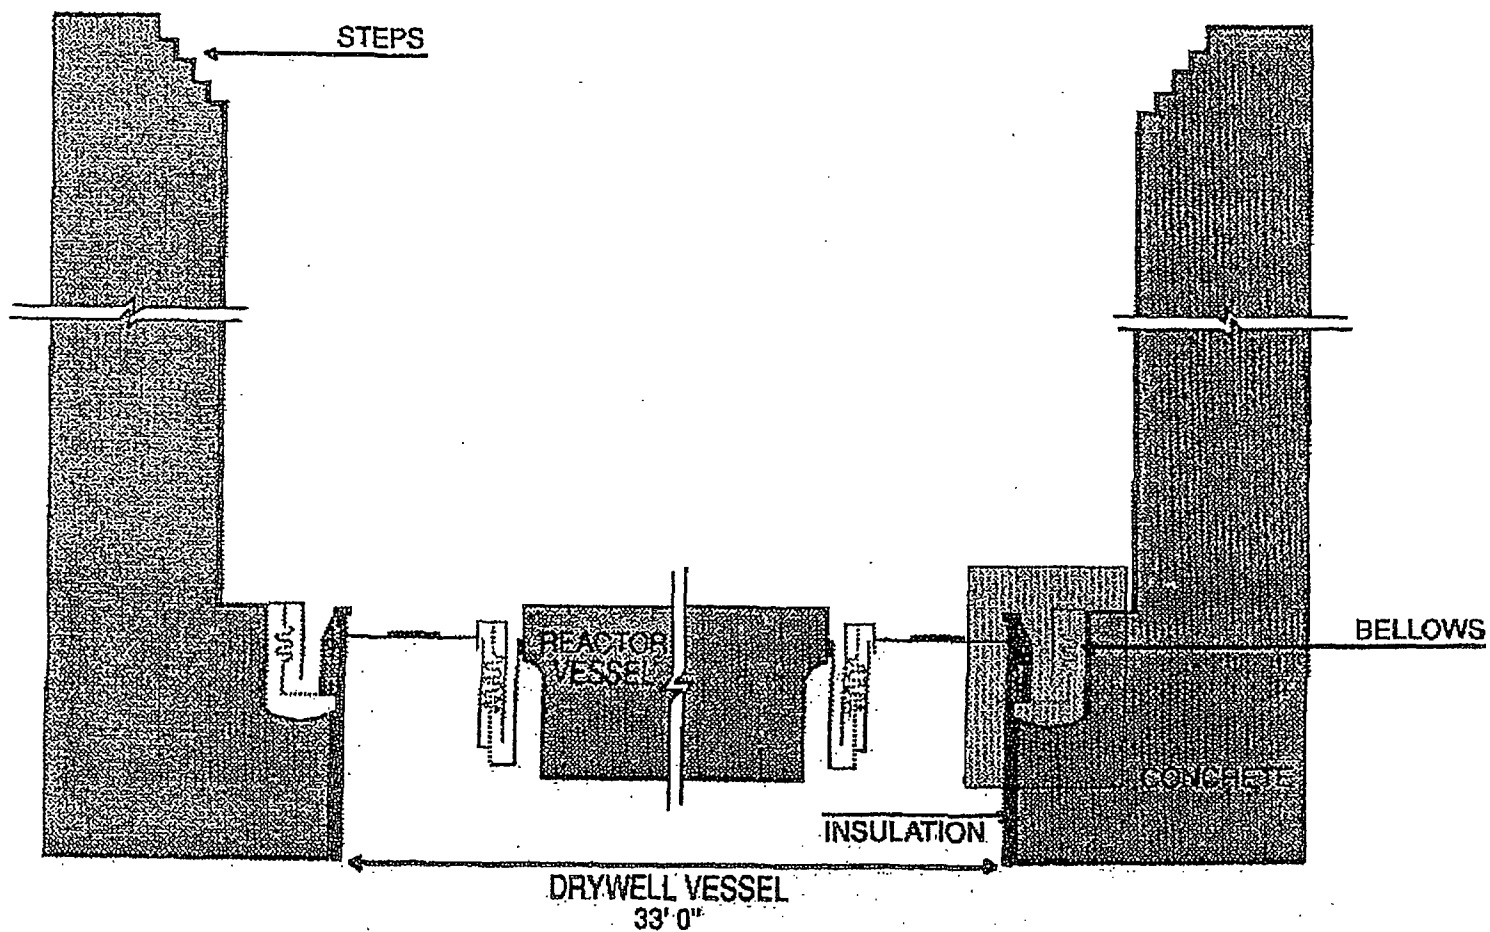 STEPS
REACTOR
VESSEL
BELLOWS
CONCRETE
INSULATION
DRYWELL VESSEL
33' 0"